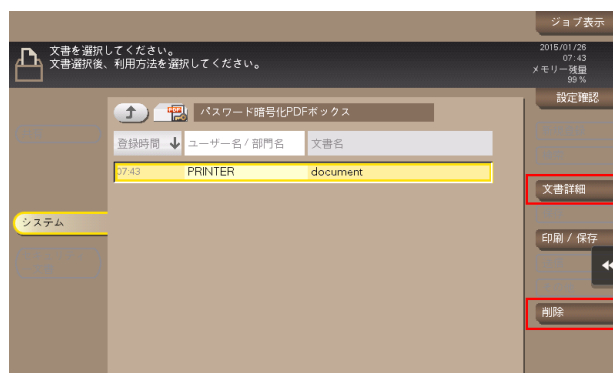 ジョブ表示
文書を選択してください。
文書選択後、利用方法を選択してください。
2015/01/26
07:43
メモリー残量
99 %
設定確認
パスワード暗号化PDFボックス
登録時間
ユーザー名 / 部門名
文書名
07:43
PRINTER
document
文書詳細
システム
印刷 / 保存
削除